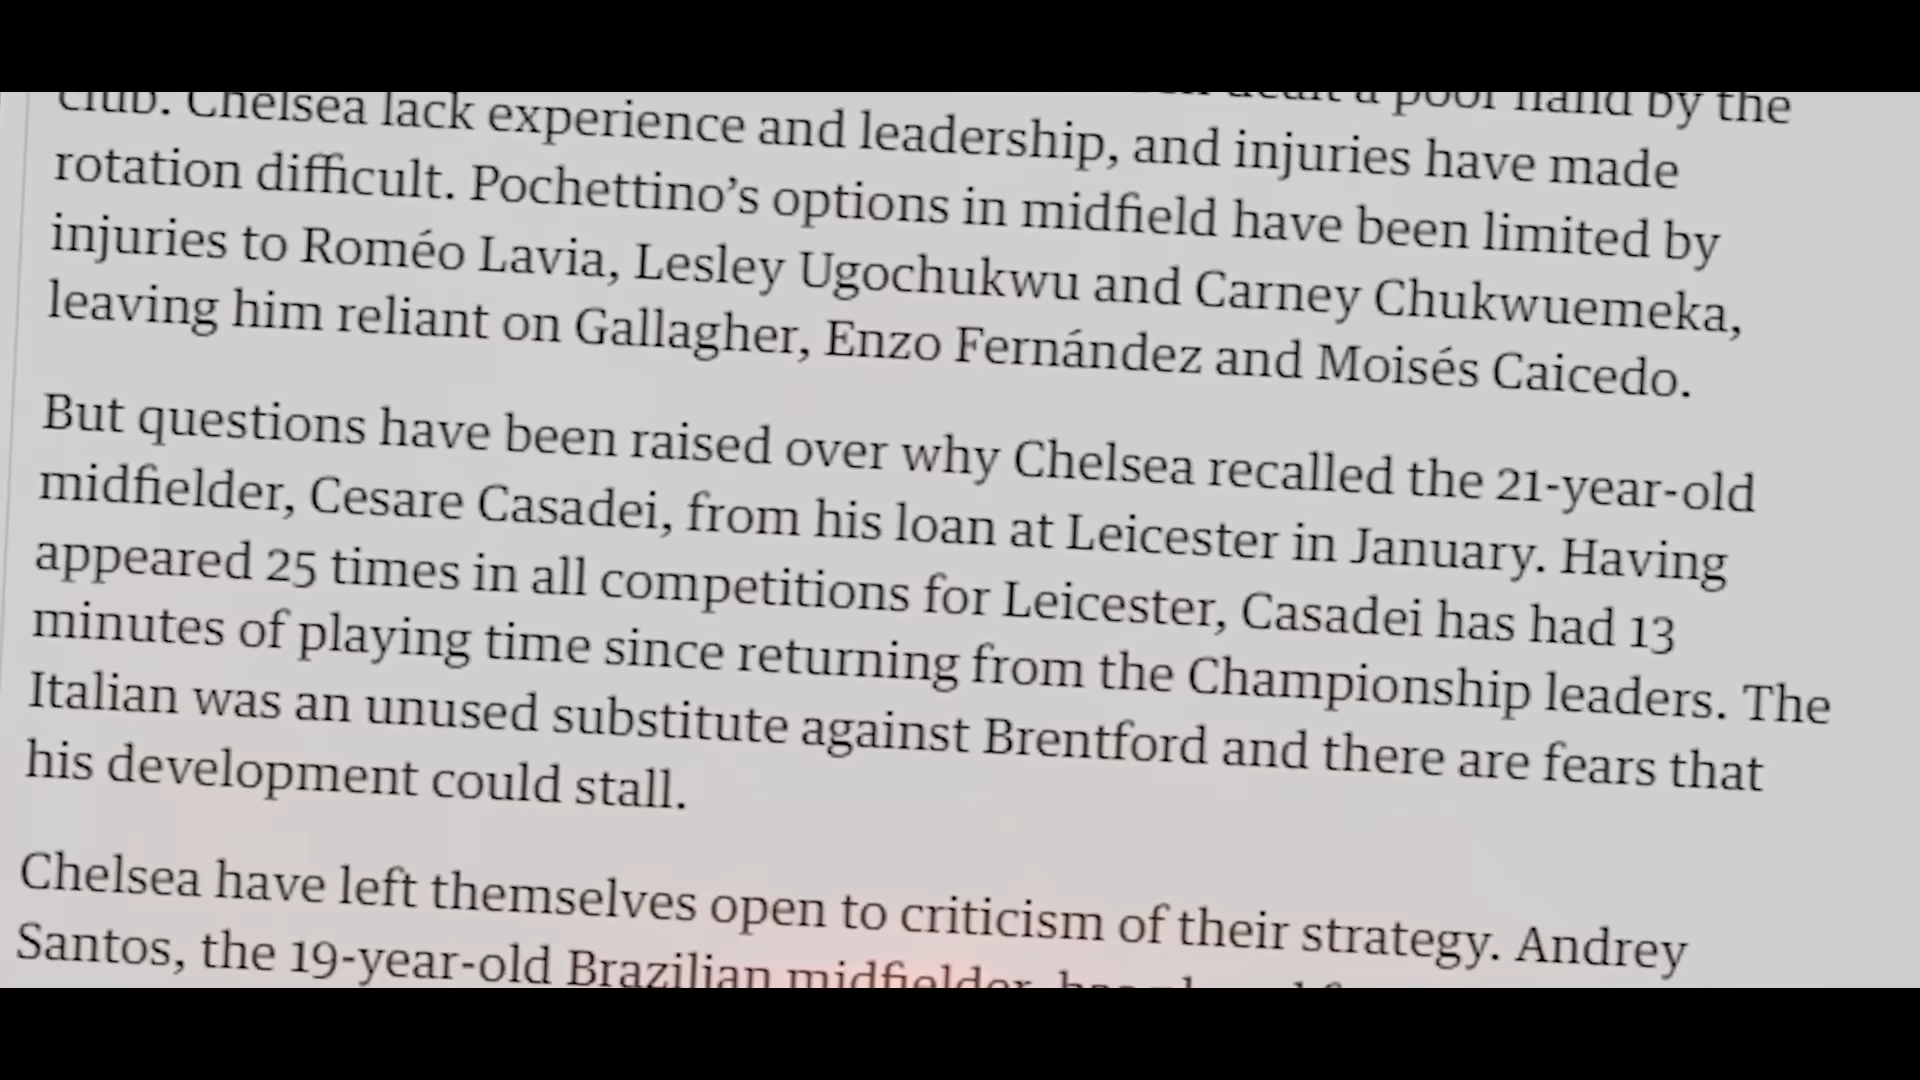 dealt a poor hand by the
club. Chelsea lack experience and leadership, and injuries have made
rotation difficult. Pochettino’s options in midfield have been limited by
injuries to Roméo Lavia, Lesley Ugochukwu and Carney Chukwuemeka,
leaving him reliant on Gallagher, Enzo Fernández and Moisés Caicedo.
But questions have been raised over why Chelsea recalled the 21-year-old
midfielder, Cesare Casadei, from his loan at Leicester in January. Having
appeared 25 times in all competitions for Leicester, Casadei has had 13
minutes of playing time since returning from the Championship leaders. The
Italian was an unused substitute against Brentford and there are fears that
his development could stall.
Chelsea have left themselves open to criticism of their strategy. Andrey
Santos, the 19-year-old Brazilian midfielder,